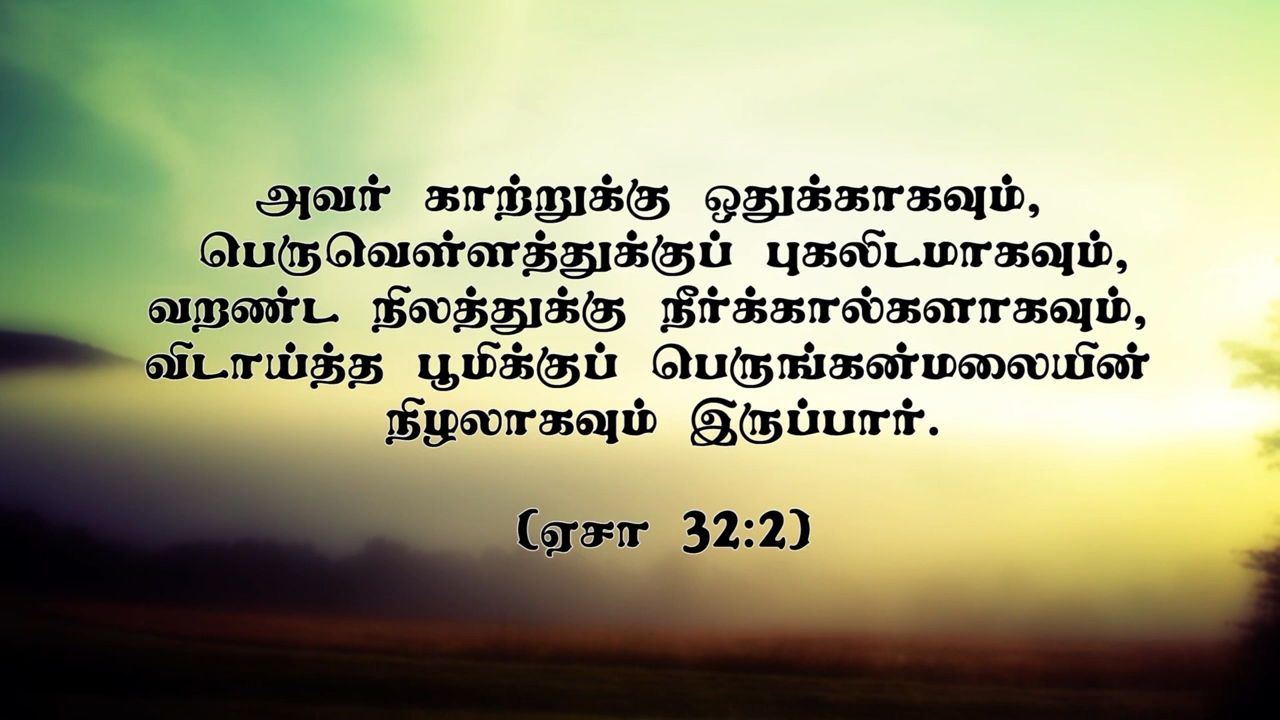 அவர் காற்றுக்கு ஒதுக்காகவும்,
பெருவெள்ளத்துக்குப் புகலிடமாகவும்,
வறண்ட நிலத்துக்கு நீர்க்கால்களாகவும்,
விடாய்த்த பூமிக்குப் பெருங்கன்மலையின்
நிழலாகவும் இருப்பார்.
(ஏசா 32:2)